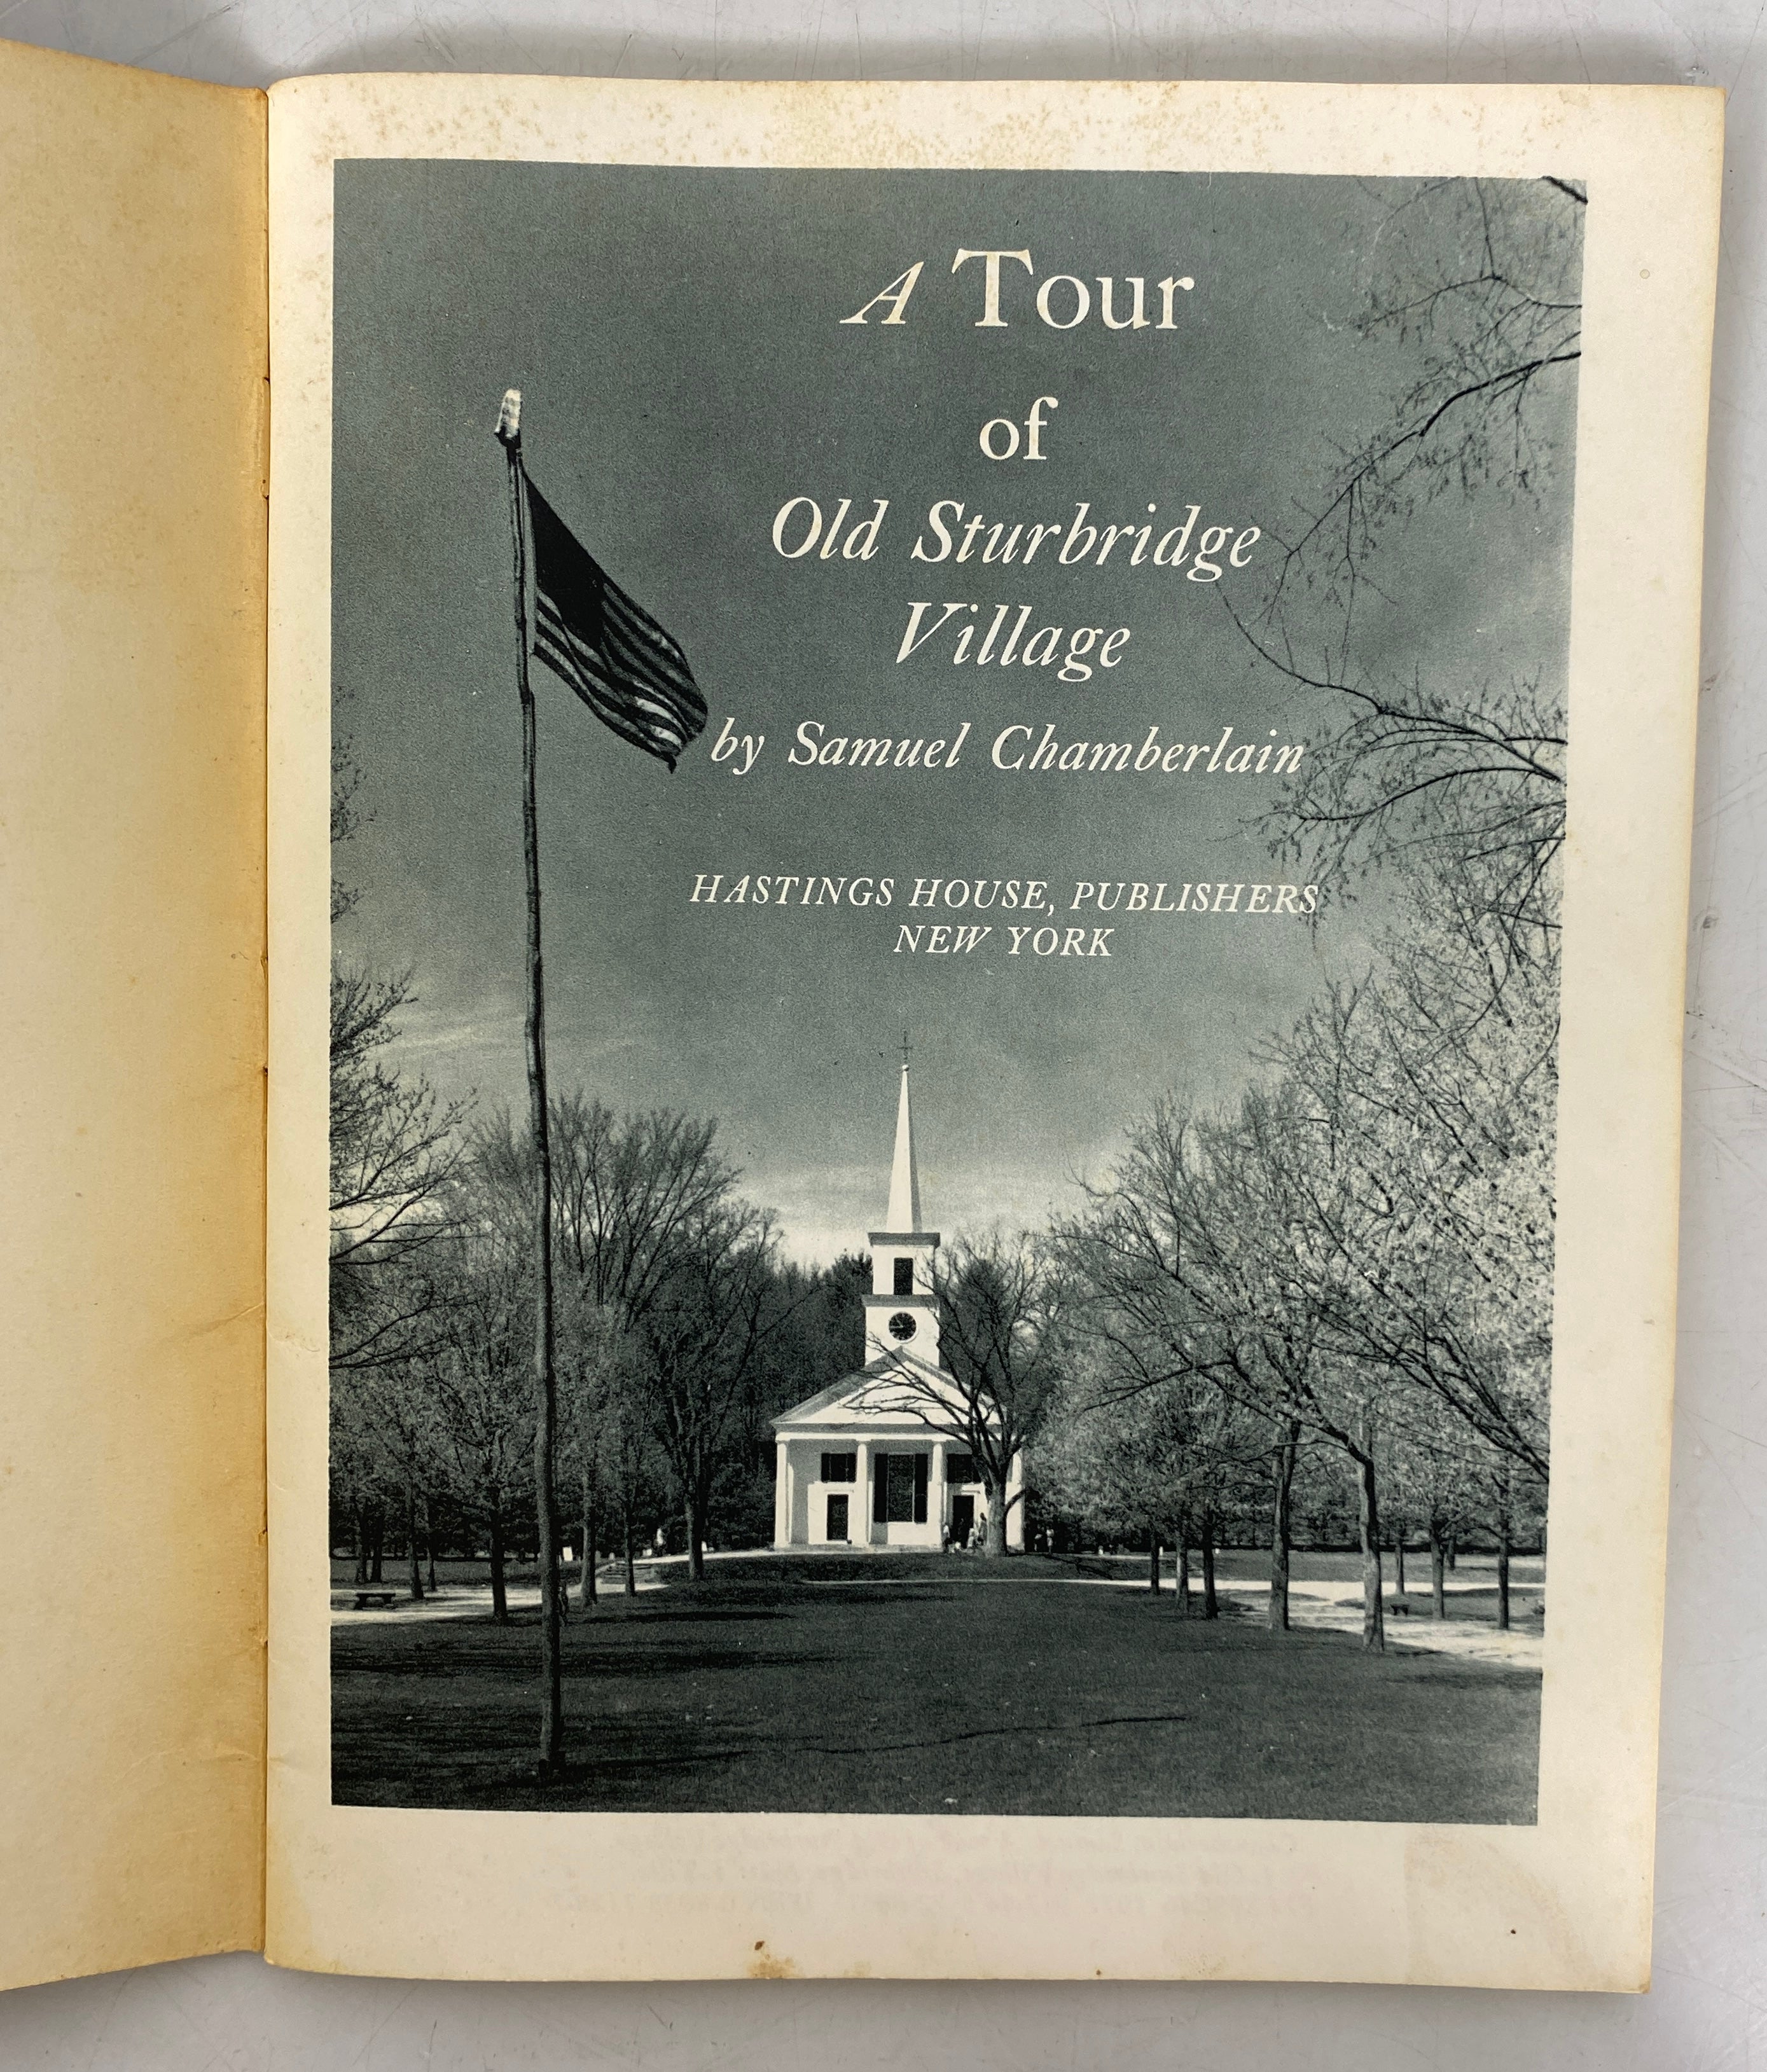 A Tour
of
Old Sturbridge
Village
by Samuel Chamberlain
HASTINGS HOUSE, PUBLISHERS
NEW YORK